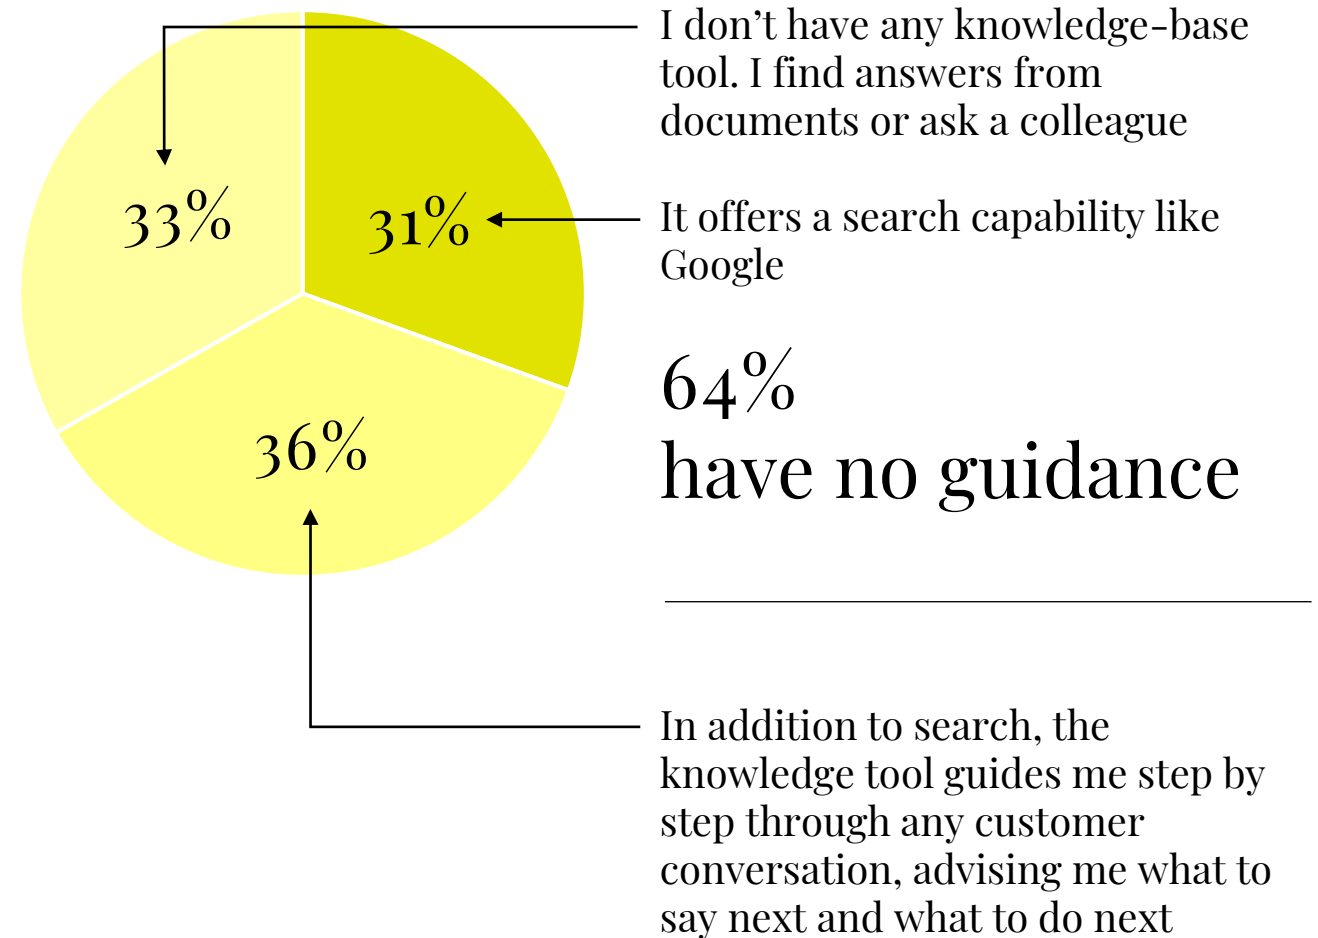 I don’t have any knowledge-base
tool. I find answers from
documents or ask a colleague
33%
31%
It offers a search capability like
Google
64%
have no guidance
36%
In addition to search, the
knowledge tool guides me step by
step through any customer
conversation, advising me what to
say next and what to do next